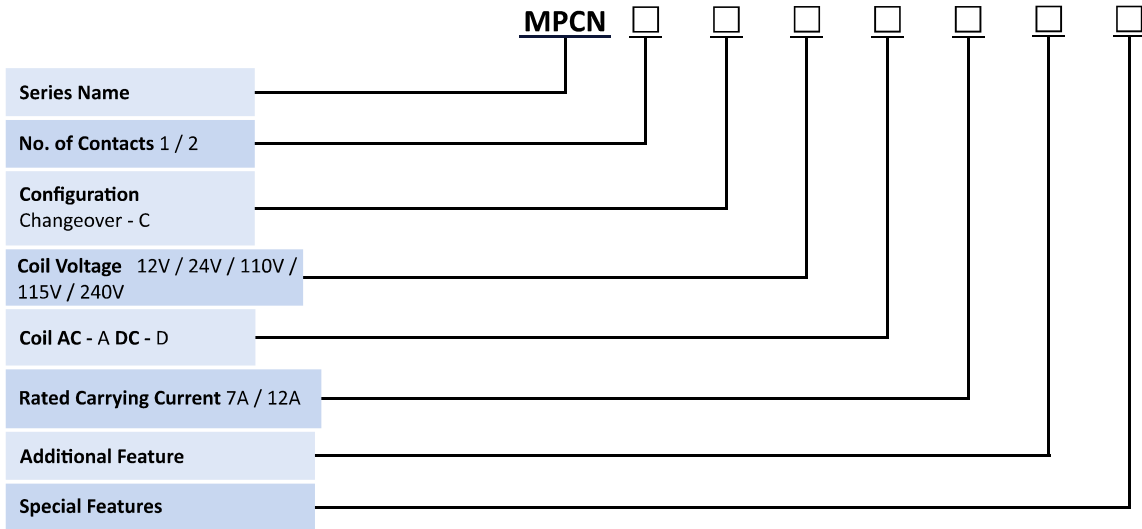 MPCN □ □ □ □ □ □ □
Series Name
No. of Contacts 1 / 2
Configuration
Changeover - C
Coil Voltage 12V / 24V / 110V /
115V / 240V
Coil AC - A DC - D
Rated Carrying Current 7A / 12A
Additional Feature
Special Features